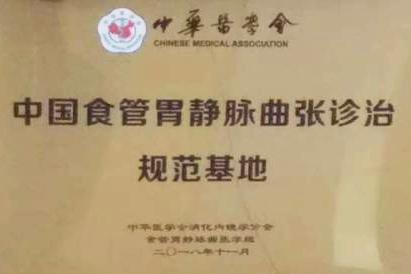 中華醫學會
CHINESE MEDICAL ASSOCIATION
中国食管胃静脉曲张诊治
规范基地
中华医学会消化内镜学分会
食管胃静脉曲张学组
二〇一八年十一月